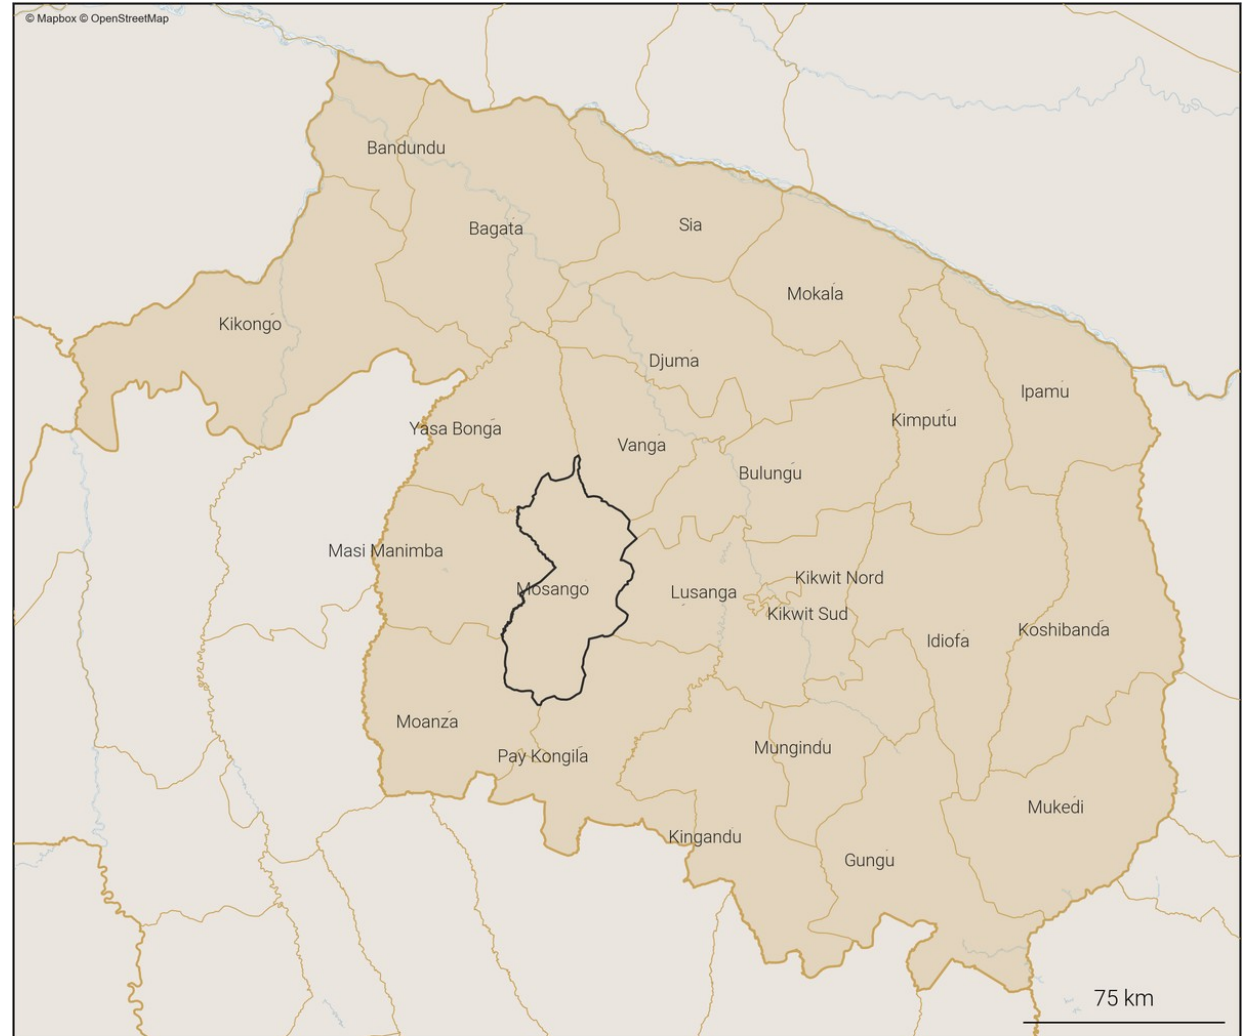 © Mapbox © OpenStreetMap
Bandundu
Bagata
Sia
Mokala
Kikongo
Djuma
Ipamu
Kimputu
Yasa Bonga
Vanga
Bulungu
Masi Manimba
Kikwit Nord
Mosango
Lusanga
Kikwit Sud
Koshibanda
Idiofa
Moanza
Mungindu
Pay Kongila
Mukedi
Kingandu
Gungu
75 km